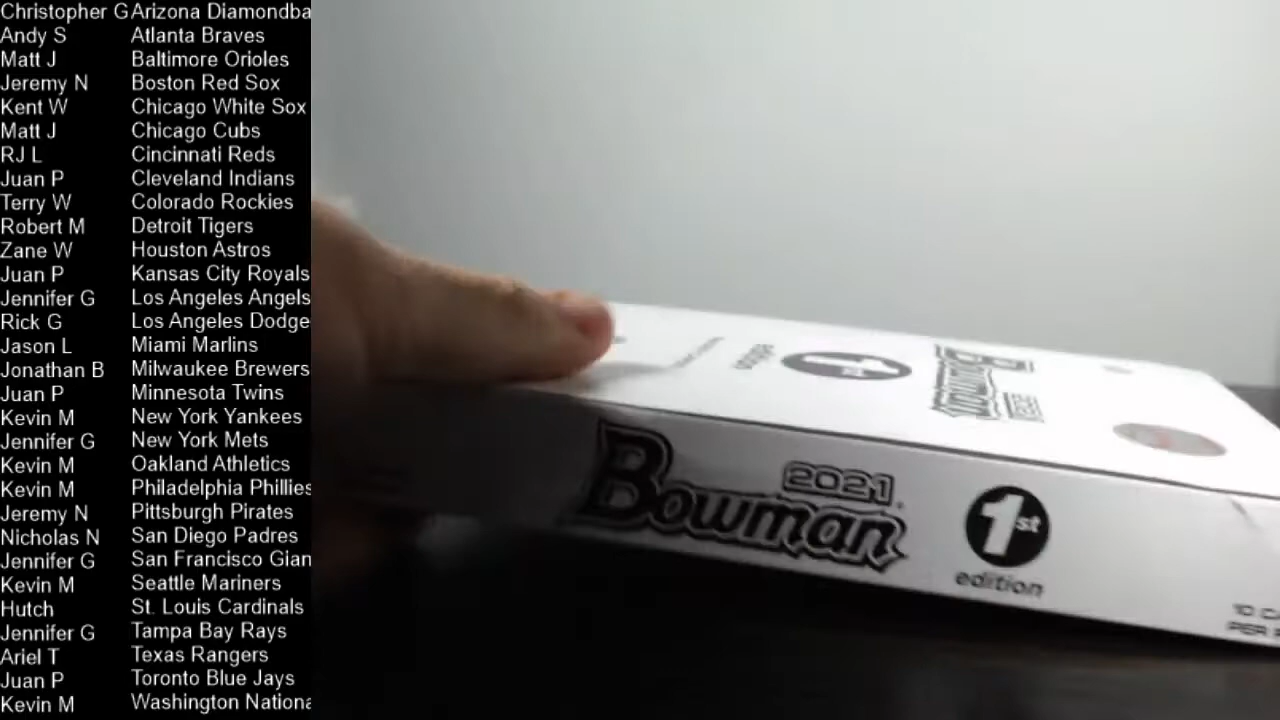 Christopher G Arizona Diamondba
Andy S Atlanta Braves
Matt J Baltimore Orioles
Jeremy N Boston Red Sox
Kent W Chicago White Sox
Matt J Chicago Cubs
RJ L Cincinnati Reds
Juan P Cleveland Indians
Terry W Colorado Rockies
Robert M Detroit Tigers
Zane W Houston Astros
Juan P Kansas City Royals
Jennifer G Los Angeles Angels
Rick G Los Angeles Dodge
Jason L Miami Marlins
Jonathan B Milwaukee Brewers
Juan P Minnesota Twins
Kevin M New York Yankees
Jennifer G New York Mets
Kevin M Oakland Athletics
Kevin M Philadelphia Phillies
Jeremy N Pittsburgh Pirates
Nicholas N San Diego Padres
Jennifer G San Francisco Gian
Kevin M Seattle Mariners
Hutch St. Louis Cardinals
Jennifer G Tampa Bay Rays
Ariel T Texas Rangers
Juan P Toronto Blue Jays
Kevin M Washington Nationa
Bowman
1st
edition
2021
Bowman
1st
edition
10 C
PER